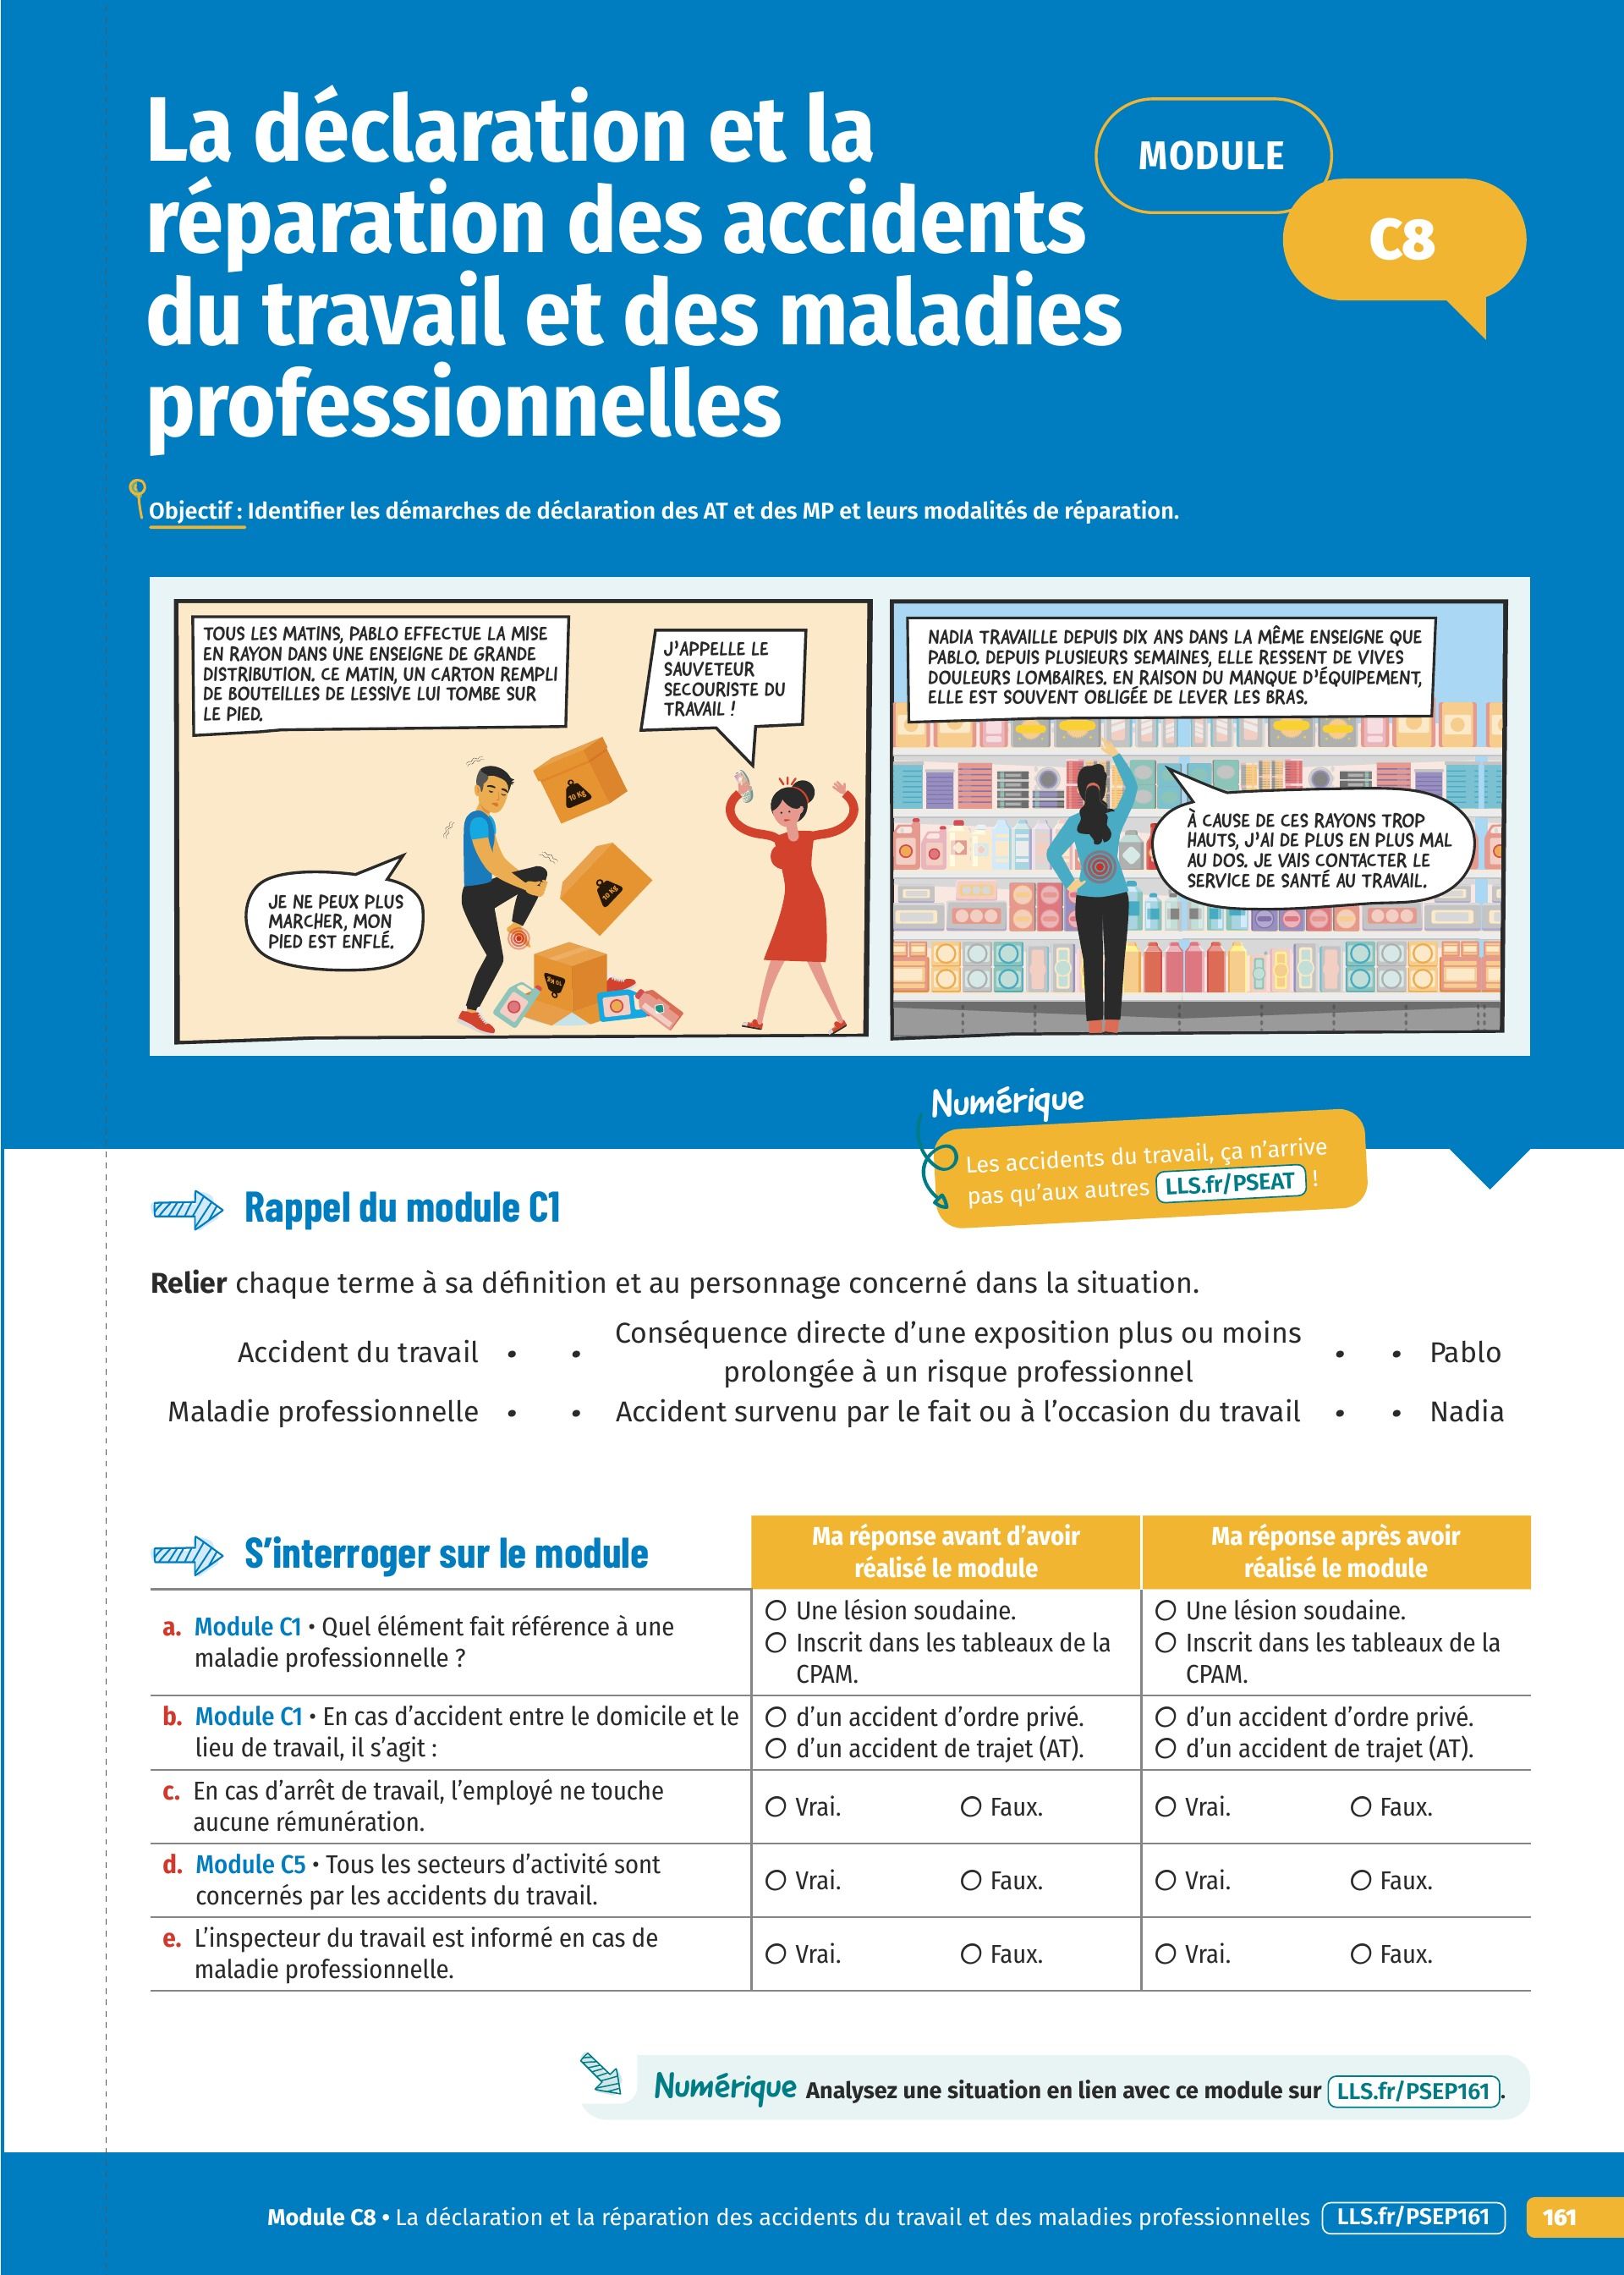 La déclaration et la
réparation des accidents
du travail et des maladies
professionnelles
MODULE
C8
Objectif : Identifier les démarches de déclaration des AT et des MP et leurs modalités de réparation.
TOUS LES MATINS, PABLO EFFECTUE LA MISE
EN RAYON DANS UNE ENSEIGNE DE GRANDE
DISTRIBUTION. CE MATIN, UN CARTON REMPLI
DE BOUTEILLES DE LESSIVE LUI TOMBE SUR
LE PIED.
J'APPELLE LE
SAUVETEUR
SECOURISTE DU
TRAVAIL !
JE NE PEUX PLUS
MARCHER, MON
PIED EST ENFLÉ.
10 Kg
10 Kg
10 Kg
NADIA TRAVAILLE DEPUIS DIX ANS DANS LA MÊME ENSEIGNE QUE
PABLO. DEPUIS PLUSIEURS SEMAINES, ELLE RESSENT DE VIVES
DOULEURS LOMBAIRES. EN RAISON DU MANQUE D'ÉQUIPEMENT,
ELLE EST SOUVENT OBLIGÉE DE LEVER LES BRAS.
À CAUSE DE CES RAYONS TROP
HAUTS, J'AI DE PLUS EN PLUS MAL
AU DOS. JE VAIS CONTACTER LE
SERVICE DE SANTÉ AU TRAVAIL.
Numérique
Les accidents du travail, ça n'arrive
pas qu'aux autres LLS.fr/PSEAT !
Rappel du module C1
Relier chaque terme à sa définition et au personnage concerné dans la situation.
Accident du travail • • Conséquence directe d'une exposition plus ou moins
prolongée à un risque professionnel • • Pablo
Maladie professionnelle • • Accident survenu par le fait ou à l'occasion du travail • • Nadia
S'interroger sur le module
Ma réponse avant d'avoir
réalisé le module
Ma réponse après avoir
réalisé le module
a. Module C1 • Quel élément fait référence à une
maladie professionnelle ?
Une lésion soudaine.
Inscrit dans les tableaux de la
CPAM.
Une lésion soudaine.
Inscrit dans les tableaux de la
CPAM.
b. Module C1 • En cas d'accident entre le domicile et le
lieu de travail, il s'agit :
d'un accident d'ordre privé.
d'un accident de trajet (AT).
d'un accident d'ordre privé.
d'un accident de trajet (AT).
c. En cas d'arrêt de travail, l'employé ne touche
aucune rémunération.
Vrai. Faux. Vrai. Faux.
d. Module C5 • Tous les secteurs d'activité sont
concernés par les accidents du travail.
Vrai. Faux. Vrai. Faux.
e. L'inspecteur du travail est informé en cas de
maladie professionnelle.
Vrai. Faux. Vrai. Faux.
Numérique Analysez une situation en lien avec ce module sur LLS.fr/PSEP161.
Module C8 • La déclaration et la réparation des accidents du travail et des maladies professionnelles LLS.fr/PSEP161 161